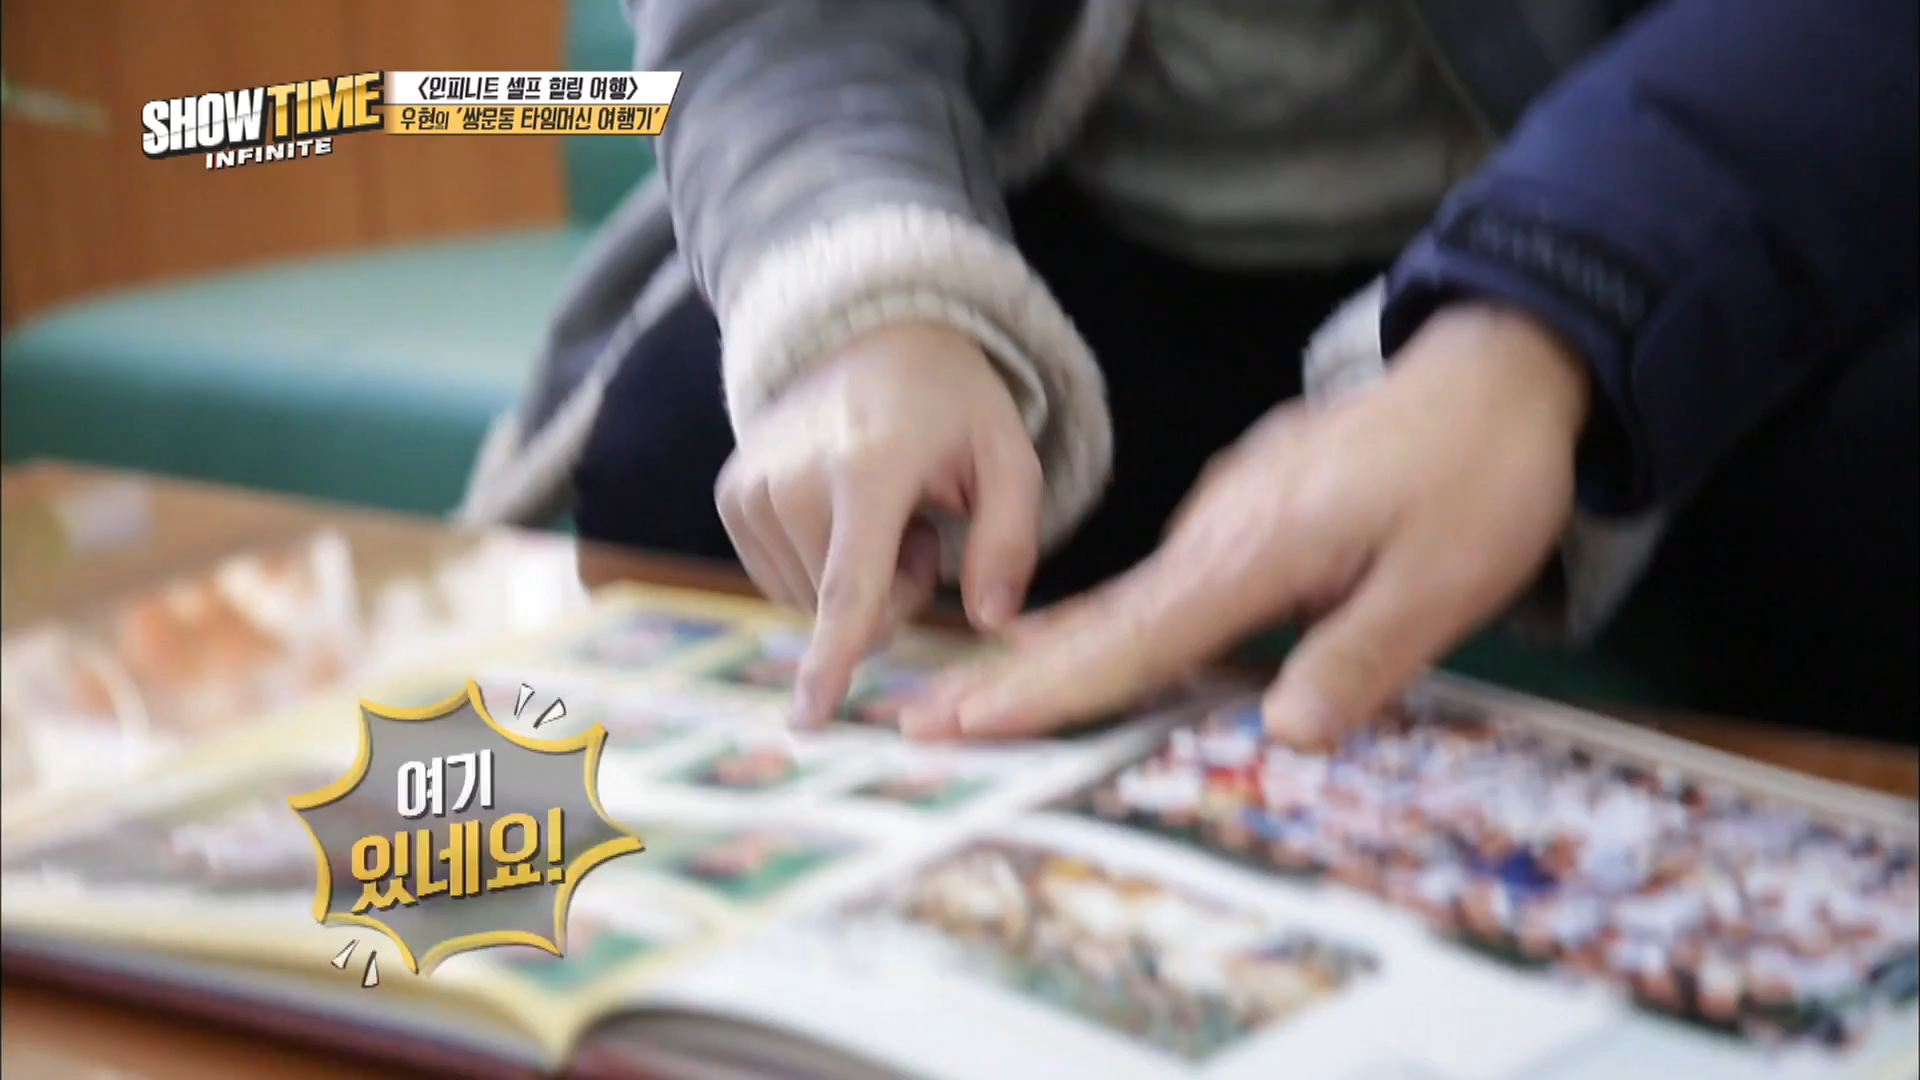 SHOWTIME
INFINITE
<인피니트 셀프 힐링 여행>
우현의 '쌍문동 타임머신 여행기'
여기
있네요!